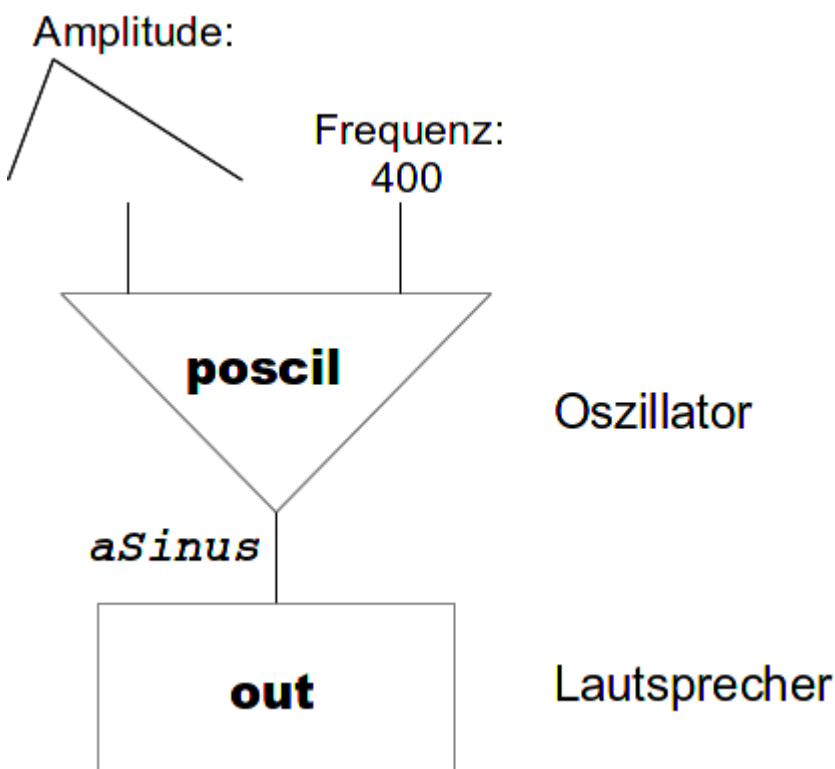 Amplitude:
Frequenz:
400
poscil
Oszillator
aSinus
out
Lautsprecher